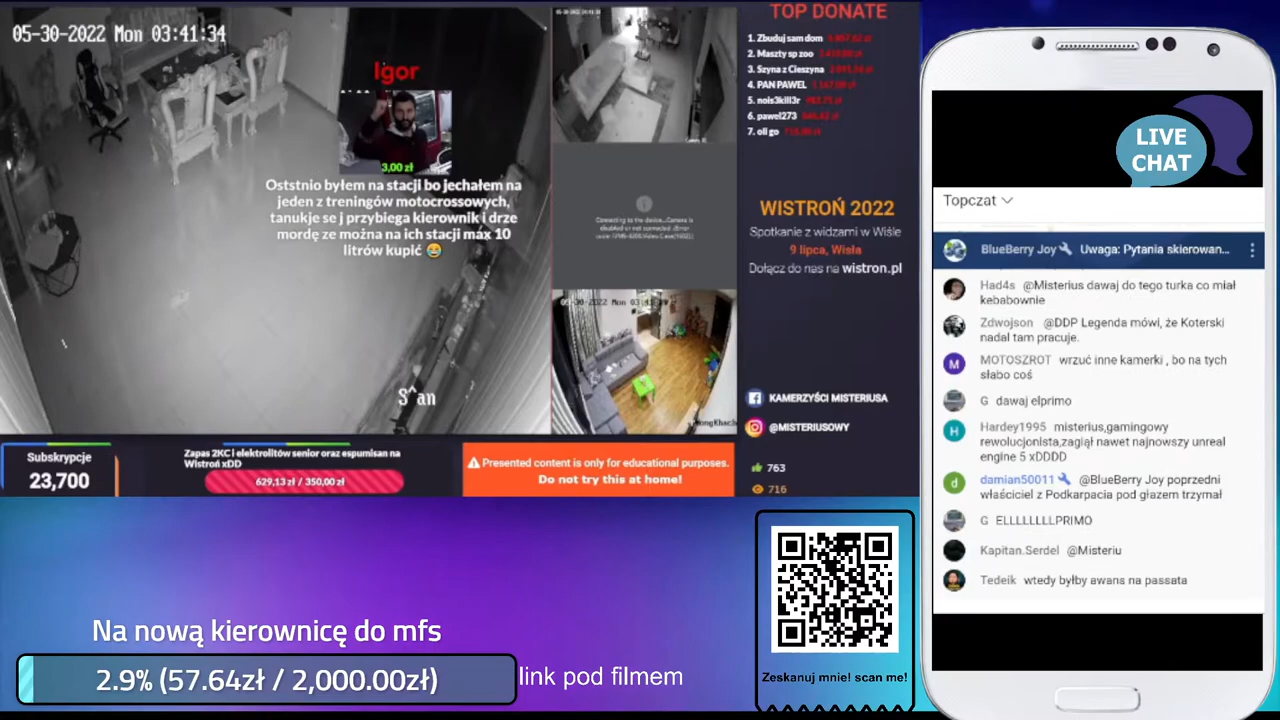 05-30-2022 Mon 03:41:34
Igor
3,00 zł
Oststnio byłem na stacji bo jechałem na
jeden z treningów motocrossowych,
tanukje se j przybiega kierownik i drze
mordę ze można na ich stacji max 10
litrów kupić 😂
S^an
TOP DONATE
1. Zbuduj sam dom
2. Maszty sp zoo
3. Szyna z Cieszyna
4. PAN PAWEL
5. nois3kill3r
6. pawel273
7. oli go
WISTROŃ 2022
Spotkanie z widzami w Wiśle
9 lipca, Wisła
Dołącz do nas na wistron.pl
KAMERZYŚCI MISTERIUSA
@MISTERIUSOWY
763
716
Subskrypcje
23,700
Zapas 2KC i elektrolitów senior oraz espumisan na
Wistroń xDD
629,13 zł / 350,00 zł
Presented content is only for educational purposes.
Do not try this at home!
Na nową kierownicę do mfs
2.9% (57.64zł / 2,000.00zł)
link pod filmem
Zeskanuj mnie! scan me!
LIVE
CHAT
Topczat
BlueBerry Joy Uwaga: Pytania skierowan...
Had4s @Misterius dawaj do tego turka co miał
kebabownie
Zdwojson @DDP Legenda mówi, że Koterski
nadal tam pracuje.
M MOTOSZROT wrzuć inne kamerki , bo na tych
słabo coś
G dawaj elprimo
H Hardey1995 misterius,gamingowy
rewolucjonista,zagiął nawet najnowszy unreal
engine 5 xDDDD
d damian50011 @BlueBerry Joy poprzedni
właściciel z Podkarpacia pod głazem trzymał
G ELLLLLLLLPRIMO
Kapitan.Serdel @Misteriu
Tedeik wtedy byłby awans na passata